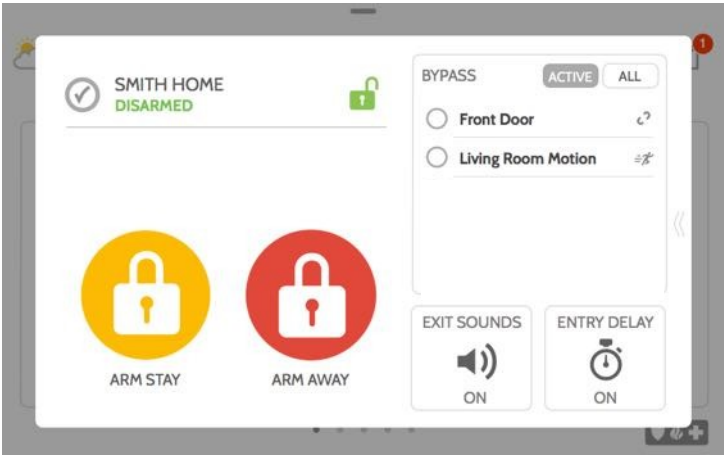 SMITH HOME
DISARMED
ARM STAY
ARM AWAY
BYPASS
ACTIVE
ALL
Front Door
Living Room Motion
EXIT SOUNDS
ON
ENTRY DELAY
ON
1